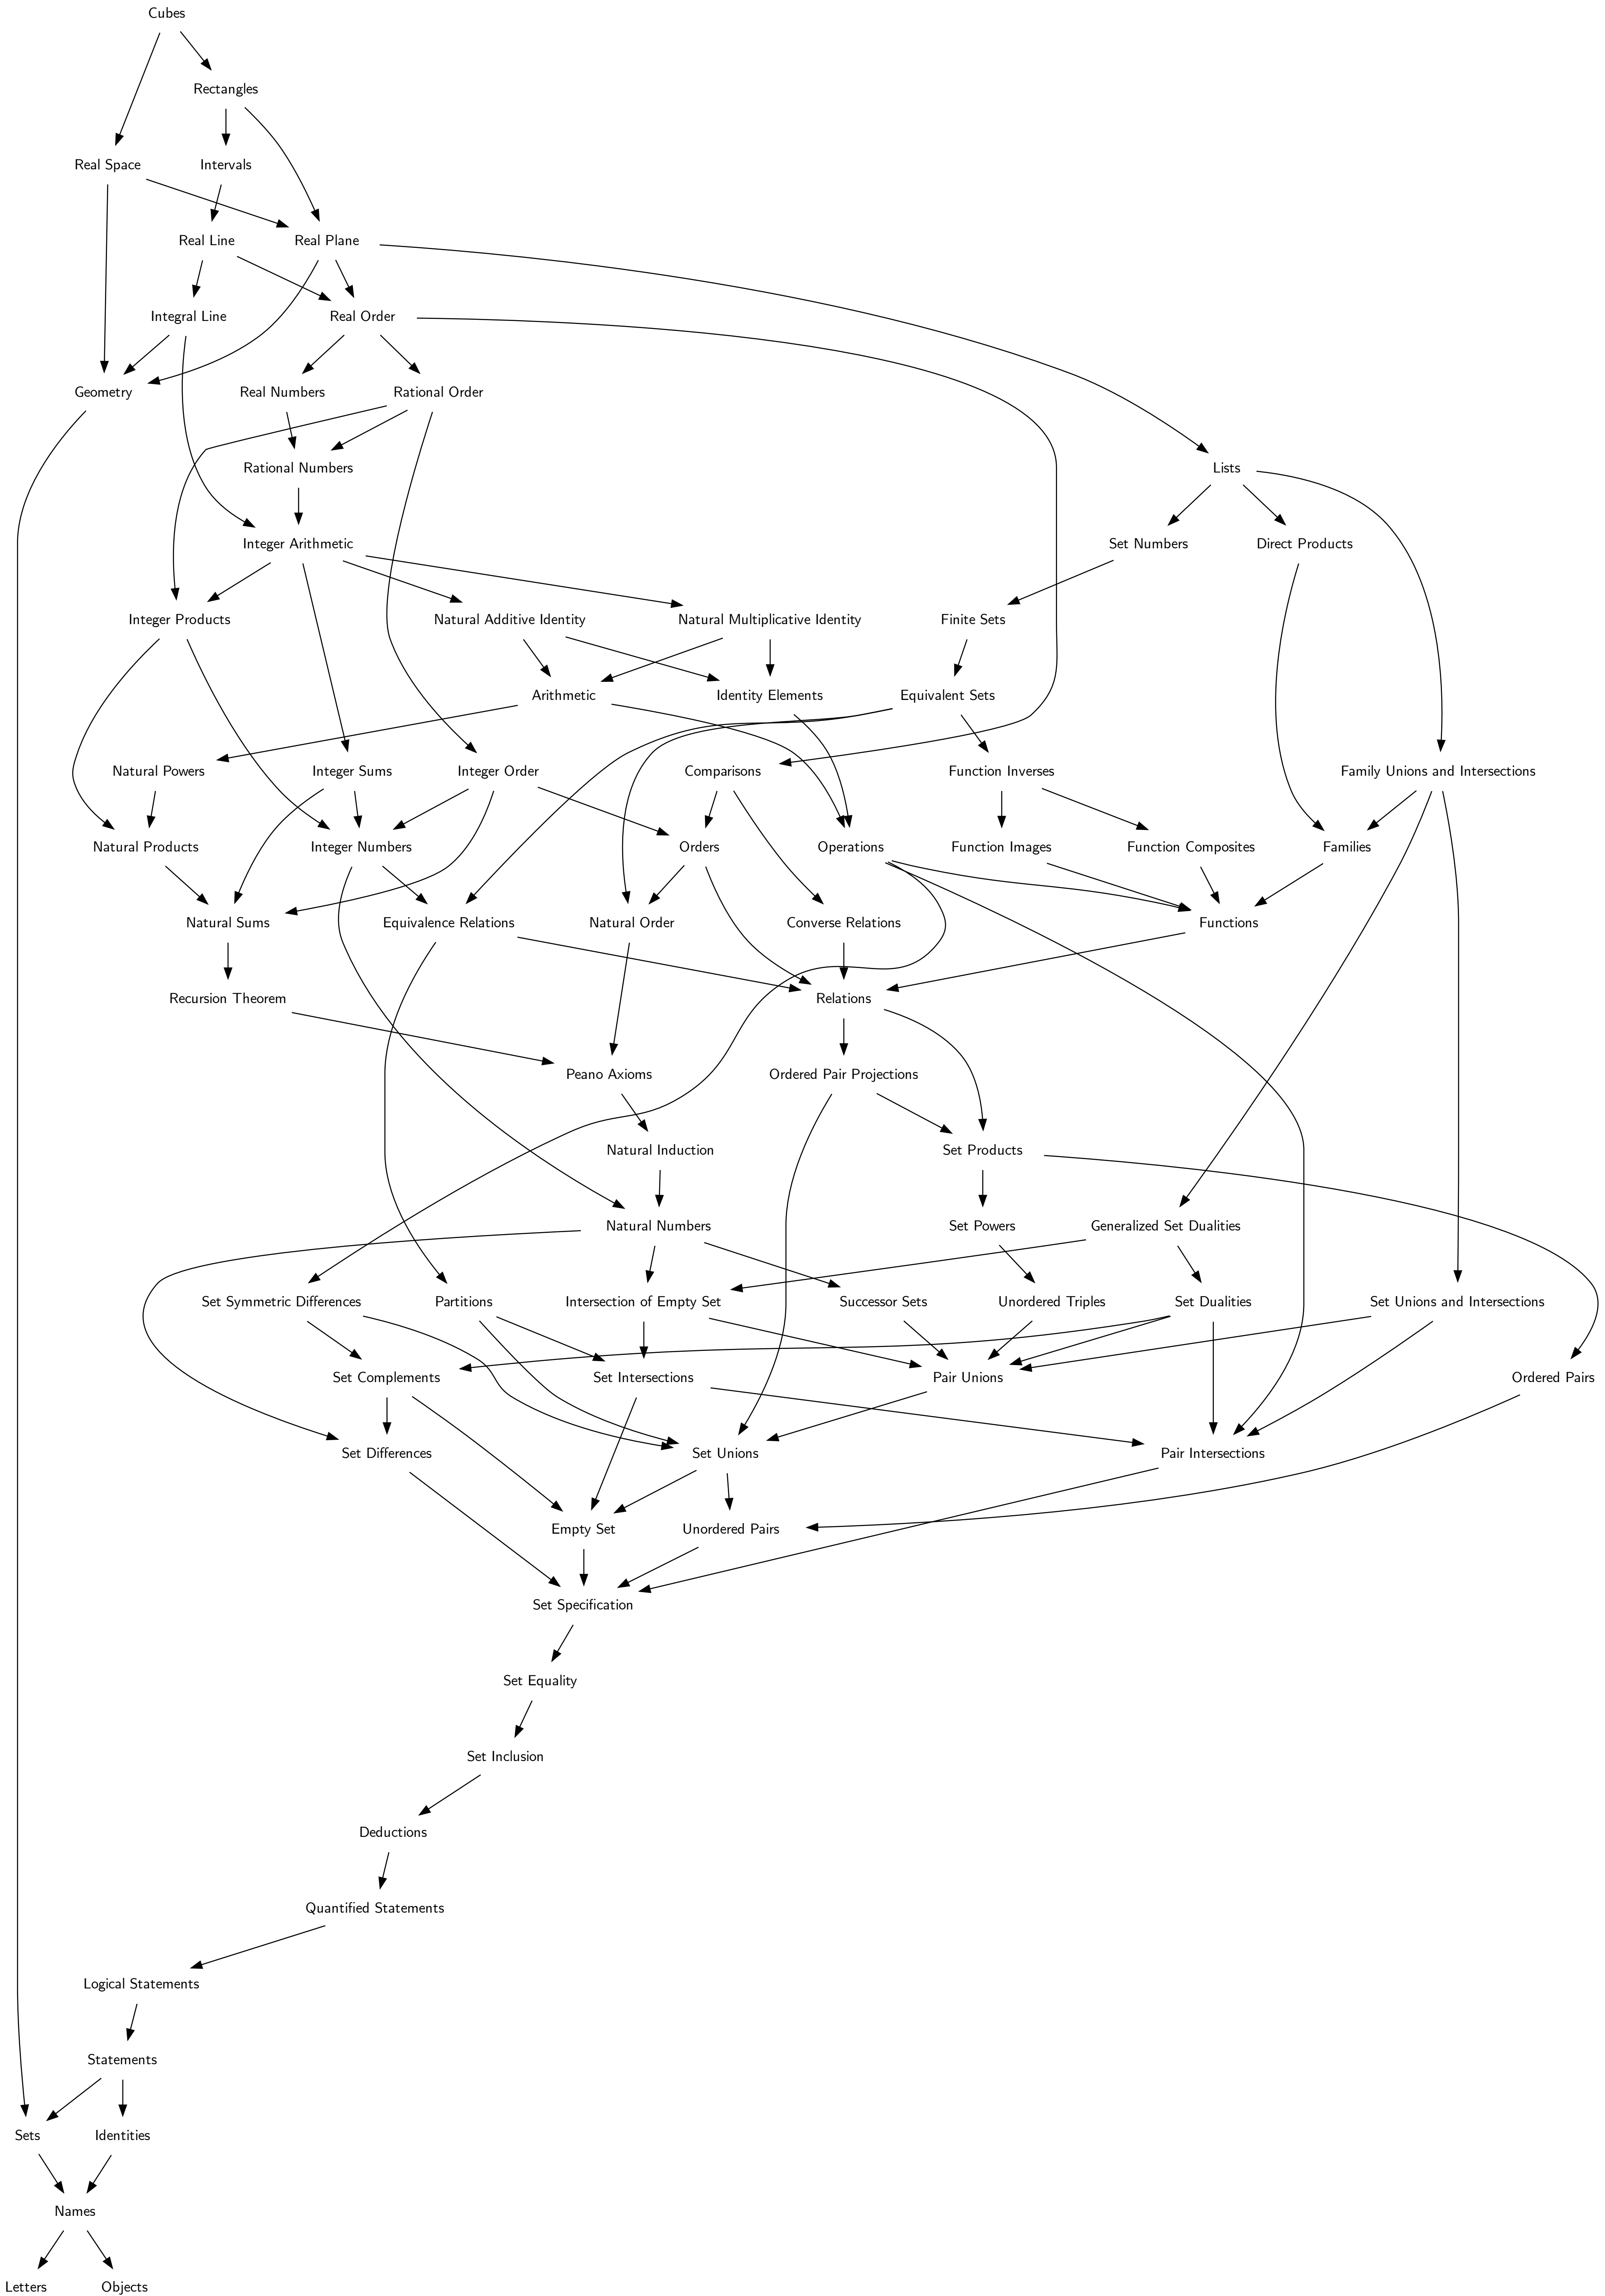 Cubes
Rectangles
Real Space
Intervals
Real Line
Real Plane
Integral Line
Real Order
Geometry
Real Numbers
Rational Order
Rational Numbers
Lists
Integer Arithmetic
Set Numbers
Direct Products
Integer Products
Natural Additive Identity
Natural Multiplicative Identity
Finite Sets
Arithmetic
Identity Elements
Equivalent Sets
Natural Powers
Integer Sums
Integer Order
Comparisons
Function Inverses
Family Unions and Intersections
Natural Products
Integer Numbers
Orders
Operations
Function Images
Function Composites
Families
Natural Sums
Equivalence Relations
Natural Order
Converse Relations
Functions
Recursion Theorem
Relations
Peano Axioms
Ordered Pair Projections
Natural Induction
Set Products
Natural Numbers
Set Powers
Generalized Set Dualities
Set Symmetric Differences
Partitions
Intersection of Empty Set
Successor Sets
Unordered Triples
Set Dualities
Set Unions and Intersections
Set Complements
Set Intersections
Pair Unions
Ordered Pairs
Set Differences
Set Unions
Pair Intersections
Empty Set
Unordered Pairs
Set Specification
Set Equality
Set Inclusion
Deductions
Quantified Statements
Logical Statements
Statements
Sets
Identities
Names
Letters
Objects